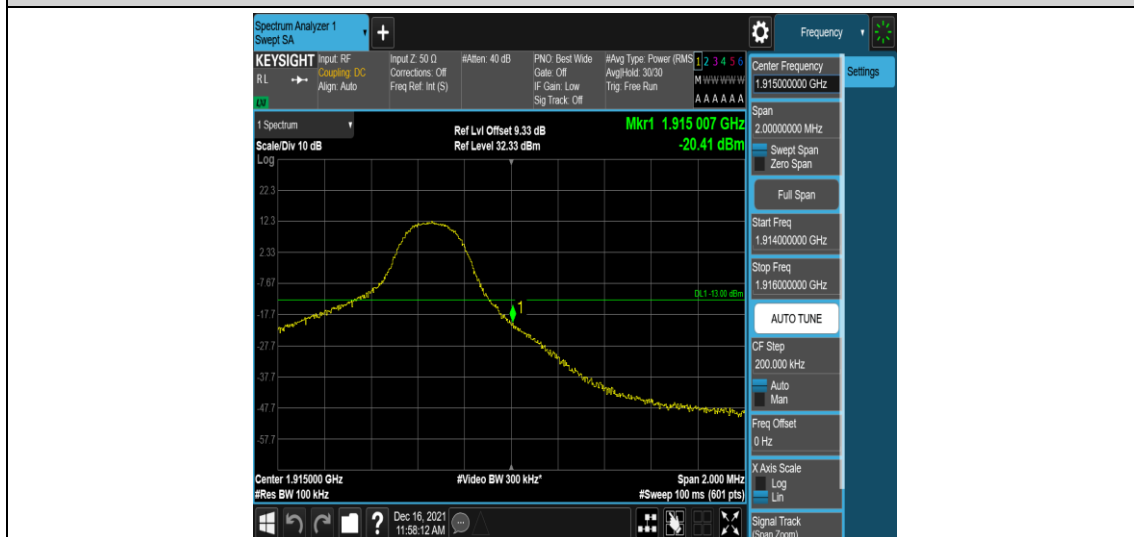 Spectrum Analyzer 1
Swept SA
+
Frequency
KEYSIGHT
RL
LXI
Input: RF
Coupling: DC
Align: Auto
Input Z: 50 Ω
Corrections: Off
Freq Ref: Int (S)
#Atten: 40 dB
PNO: Best Wide
Gate: Off
IF Gain: Low
Sig Track: Off
#Avg Type: Power (RMS
Avg|Hold: 30/30
Trig: Free Run
1 2 3 4 5 6
M W W W W W
A A A A A A
1 Spectrum
Scale/Div 10 dB
Log
Ref Lvl Offset 9.33 dB
Ref Level 32.33 dBm
Mkr1 1.915 007 GHz
-20.41 dBm
22.3
12.3
2.33
-7.67
-17.7
-27.7
-37.7
-47.7
-57.7
DL1 -13.00 dBm
1
Center 1.915000 GHz
#Res BW 100 kHz
#Video BW 300 kHz*
Span 2.000 MHz
#Sweep 100 ms (601 pts)
Center Frequency
1.915000000 GHz
Settings
Span
2.00000000 MHz
Swept Span
Zero Span
Full Span
Start Freq
1.914000000 GHz
Stop Freq
1.916000000 GHz
AUTO TUNE
CF Step
200.000 kHz
Auto
Man
Freq Offset
0 Hz
X Axis Scale
Log
Lin
Signal Track
(Span Zoom)
?
Dec 16, 2021
11:58:12 AM